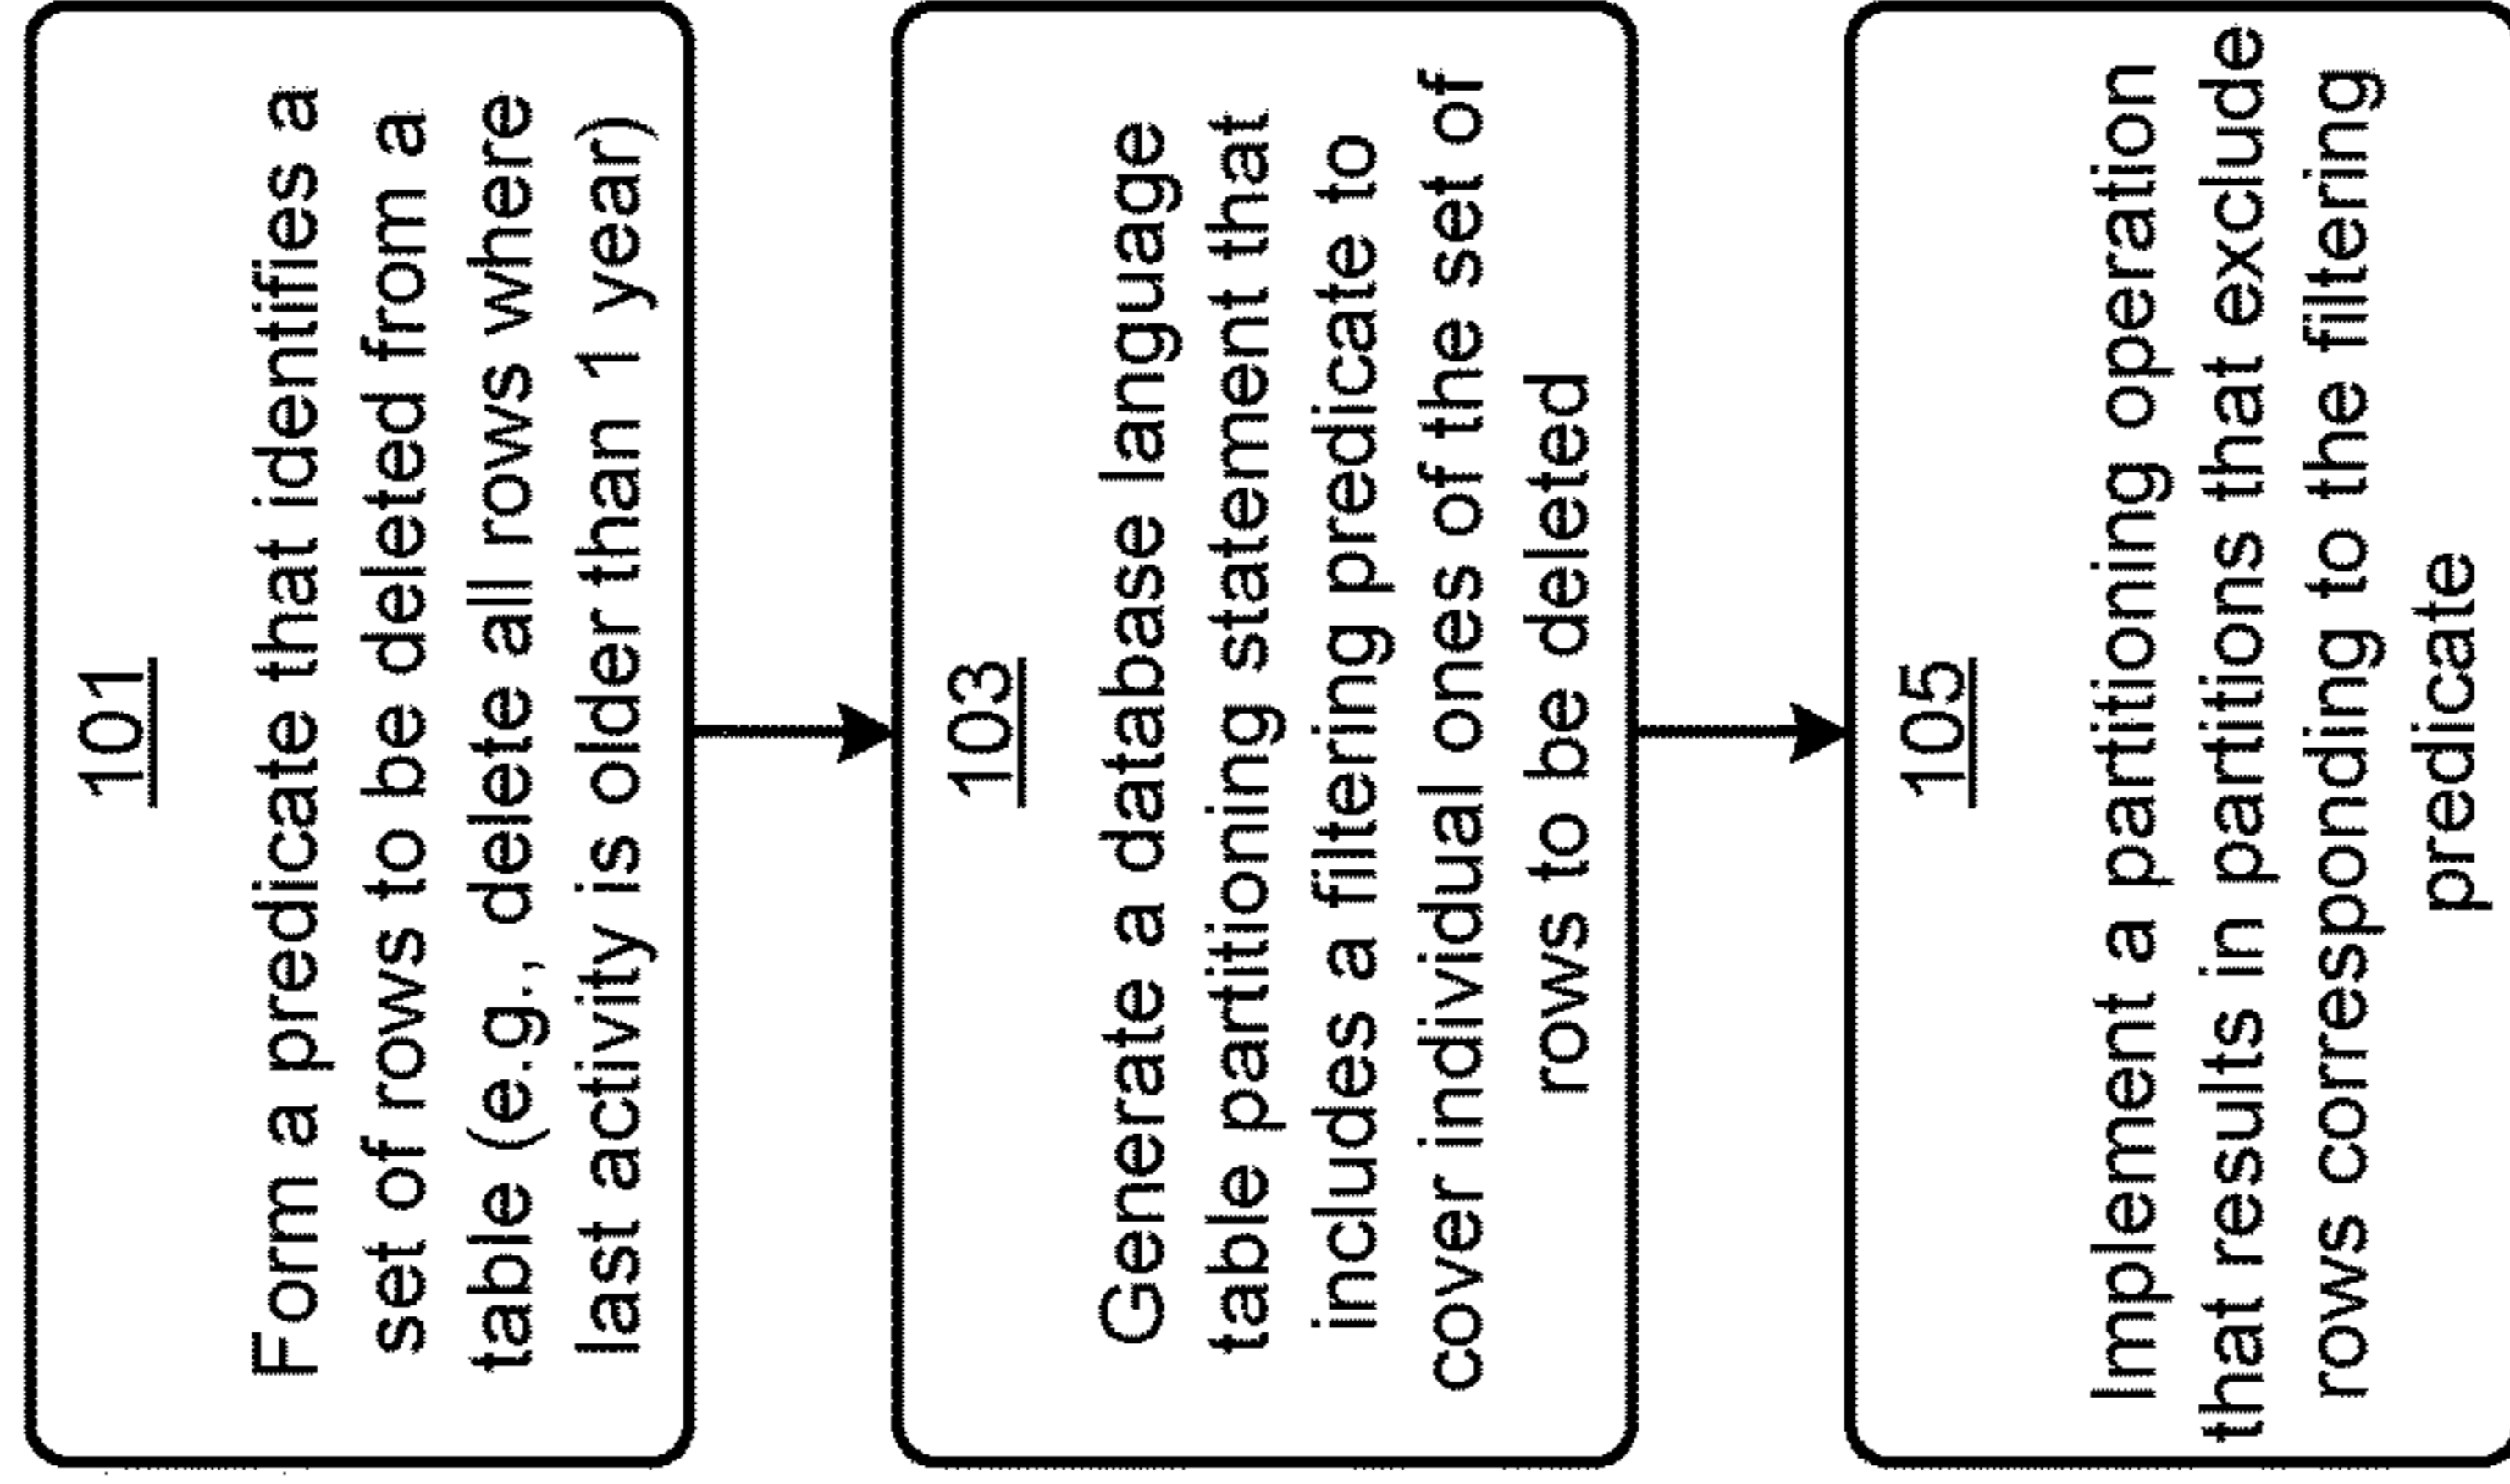 101
Form a predicate that identifies a
set of rows to be deleted from a
table (e.g., delete all rows where
last activity is older than 1 year)
103
Generate a database language
table partitioning statement that
includes a filtering predicate to
cover individual ones of the set of
rows to be deleted
105
Implement a partitioning operation
that results in partitions that exclude
rows corresponding to the filtering
predicate